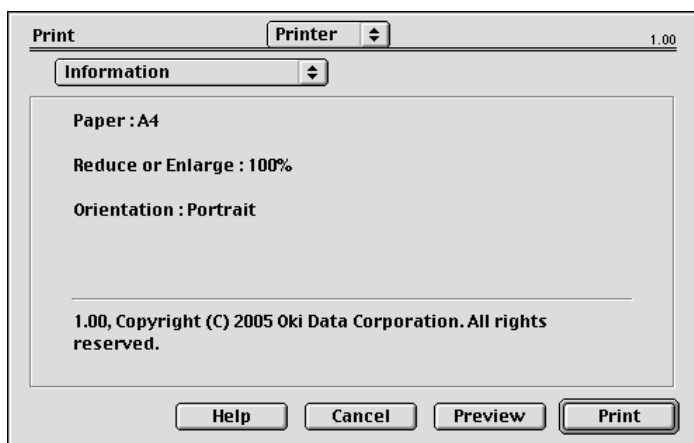 Print
Printer
1.00
Information
Paper : A4
Reduce or Enlarge : 100%
Orientation : Portrait
1.00, Copyright (C) 2005 Oki Data Corporation. All rights
reserved.
Help
Cancel
Preview
Print